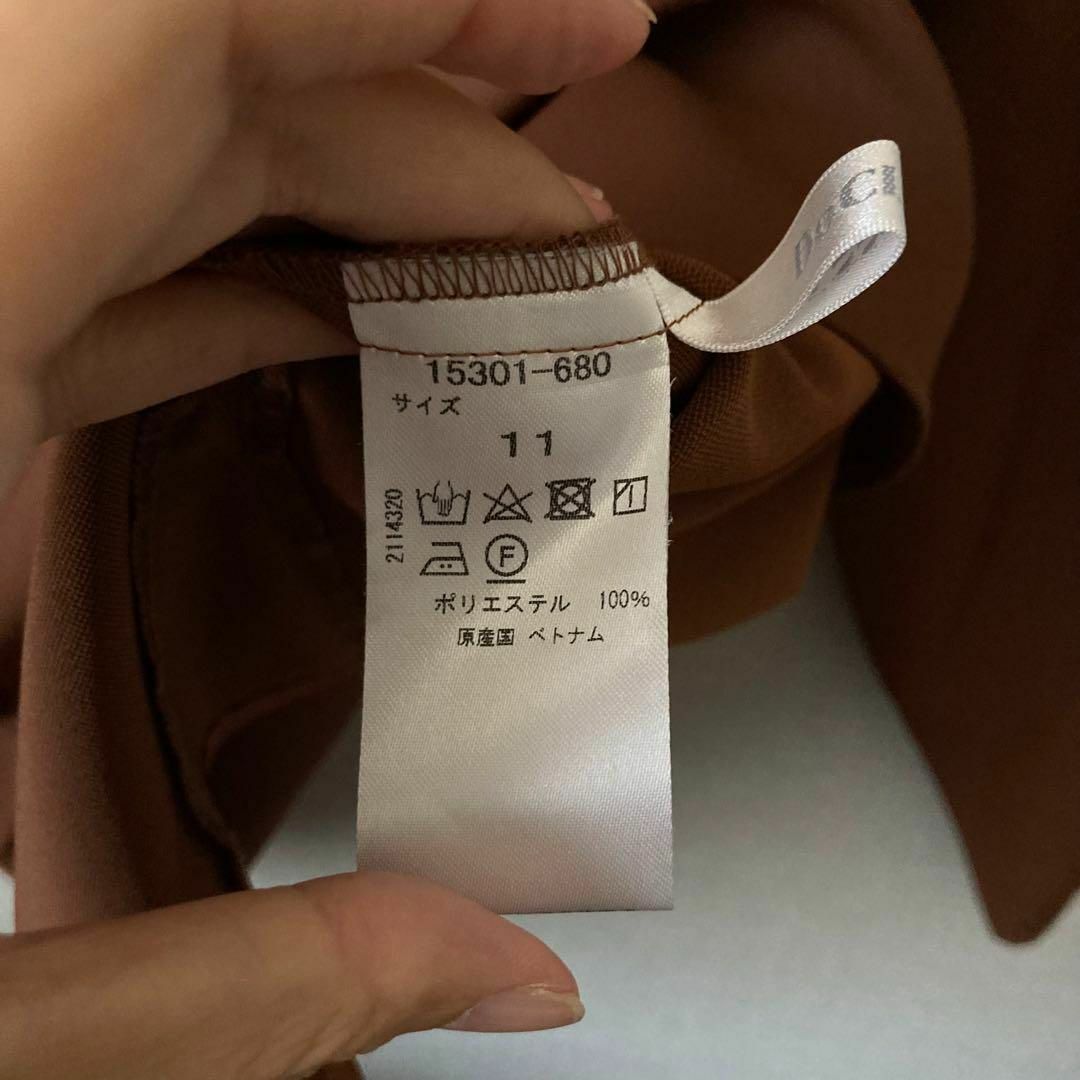 15301-680
サイズ
11
2114320
F
ポリエステル 100%
原産国 ベトナム